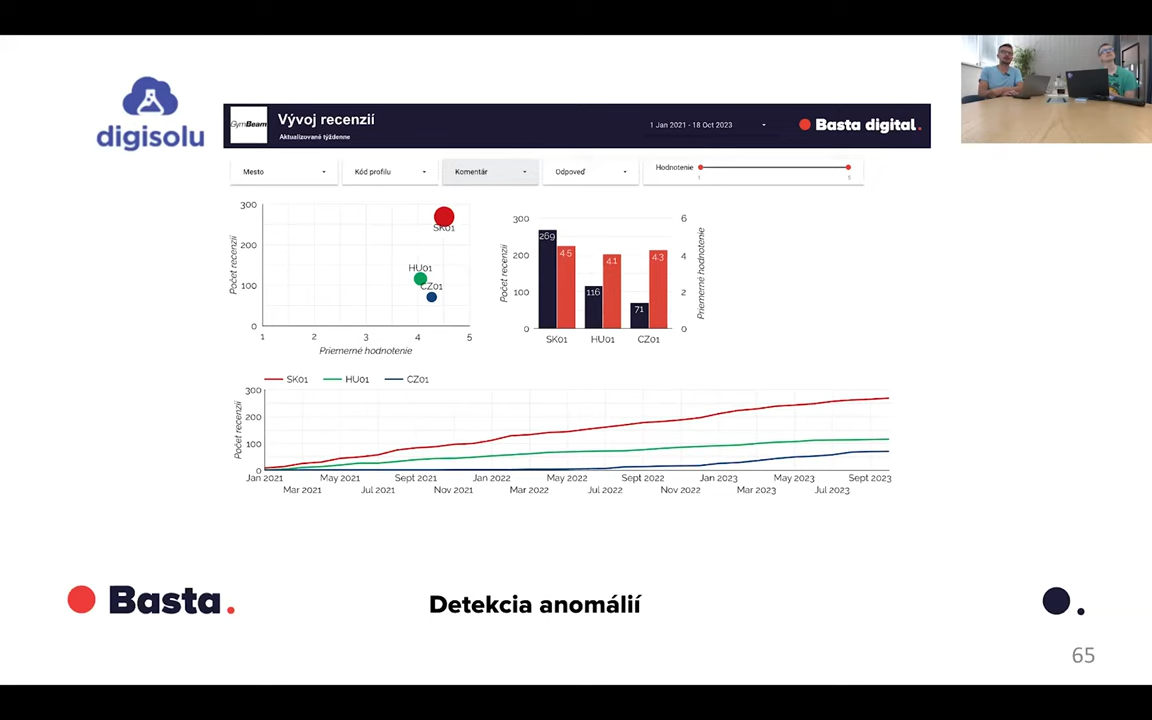 digisolu
GymBeam
Vývoj recenzií
Aktualizované týždenne
1 Jan 2021 - 18 Oct 2023
Basta digital.
Mesto
Kód profilu
Komentár
Odpoveď
Hodnotenie
1
5
300
200
100
0
Počet recenzií
SK01
HU01
CZ01
1 2 3 4 5
Priemerné hodnotenie
300
200
100
0
Počet recenzií
269
4.5
116
4.1
71
4.3
6
4
2
0
Priemerné hodnotenie
SK01 HU01 CZ01
SK01 HU01 CZ01
300
200
100
0
Počet recenzií
Jan 2021 May 2021 Sept 2021 Jan 2022 May 2022 Sept 2022 Jan 2023 May 2023 Sept 2023
Mar 2021 Jul 2021 Nov 2021 Mar 2022 Jul 2022 Nov 2022 Mar 2023 Jul 2023
Basta.
Detekcia anomálií
65